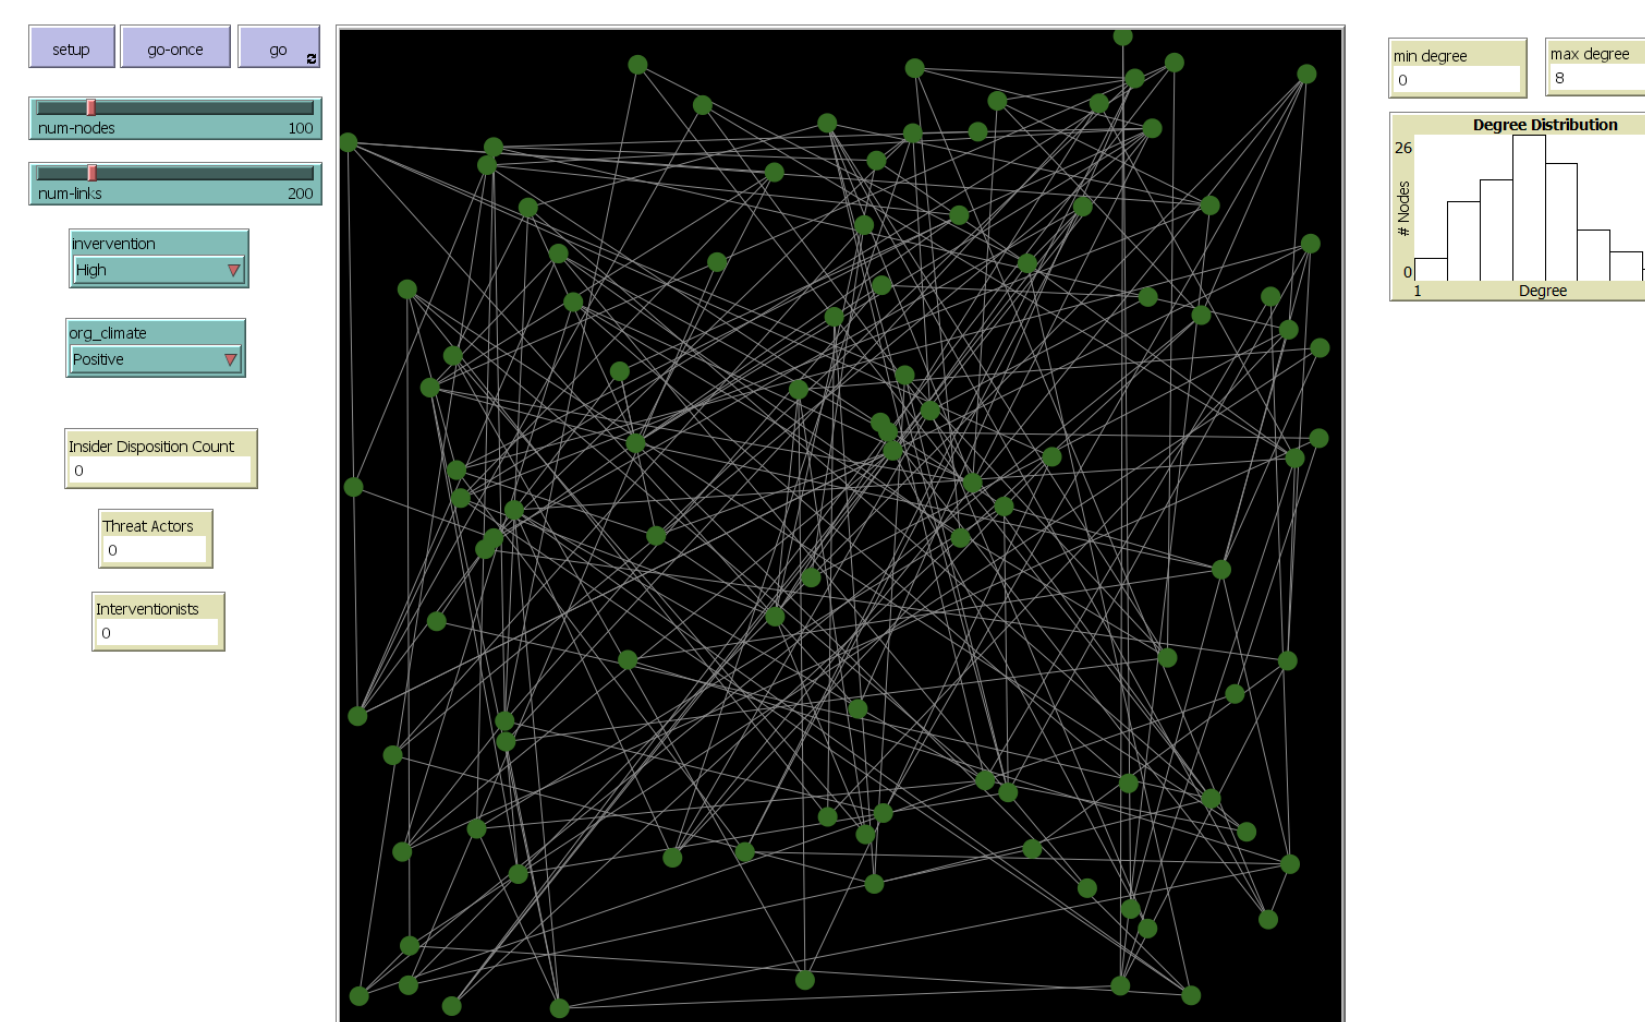 setup go-once go
min degree
0
max degree
8
num-nodes 100
num-links 200
Degree Distribution
26
# Nodes
0
1 Degree
invervention
High
org_climate
Positive
Insider Disposition Count
0
Threat Actors
0
Interventionists
0